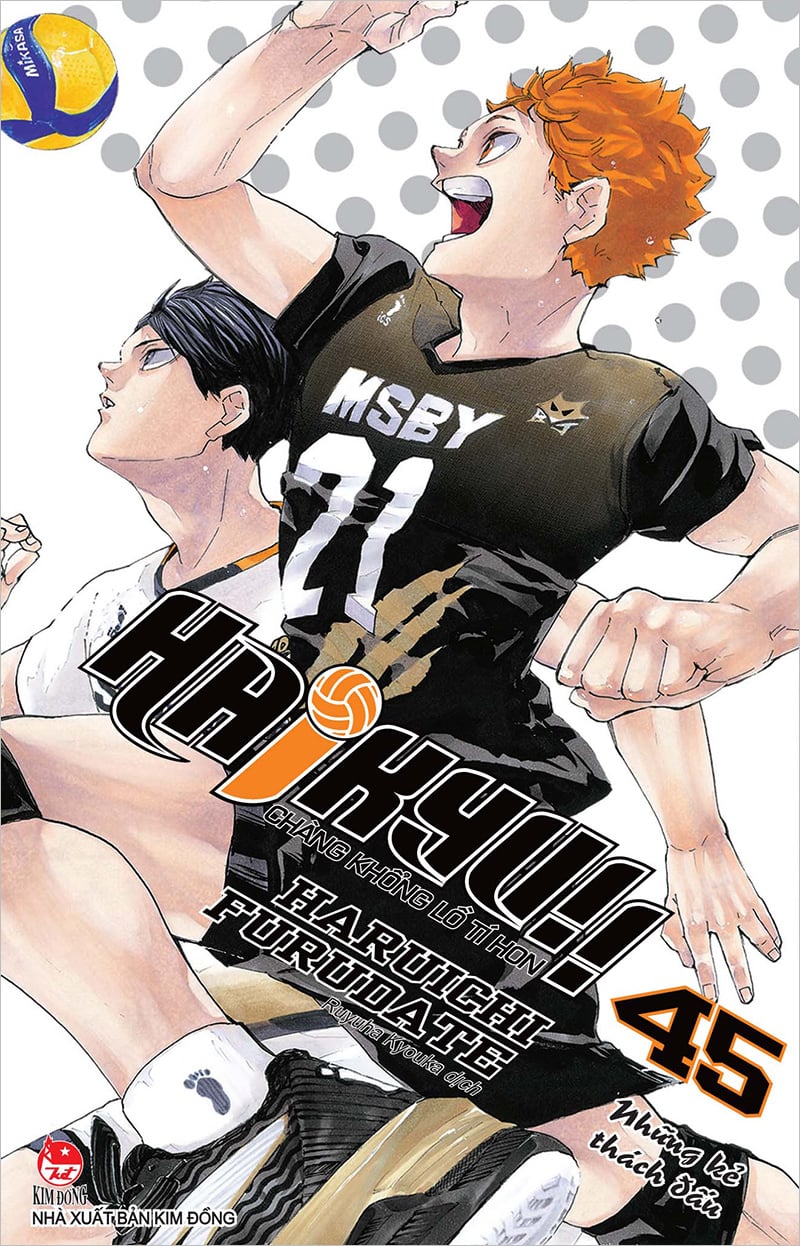 MIKASA
MSBY
21
HAIKYU!!
CHÀNG KHỔNG LỒ TÍ HON
HARUICHI
FURUDATE
Ruyuha Kyouka dịch
45
Những kẻ
thách đấu
KIM ĐỒNG
NHÀ XUẤT BẢN KIM ĐỒNG